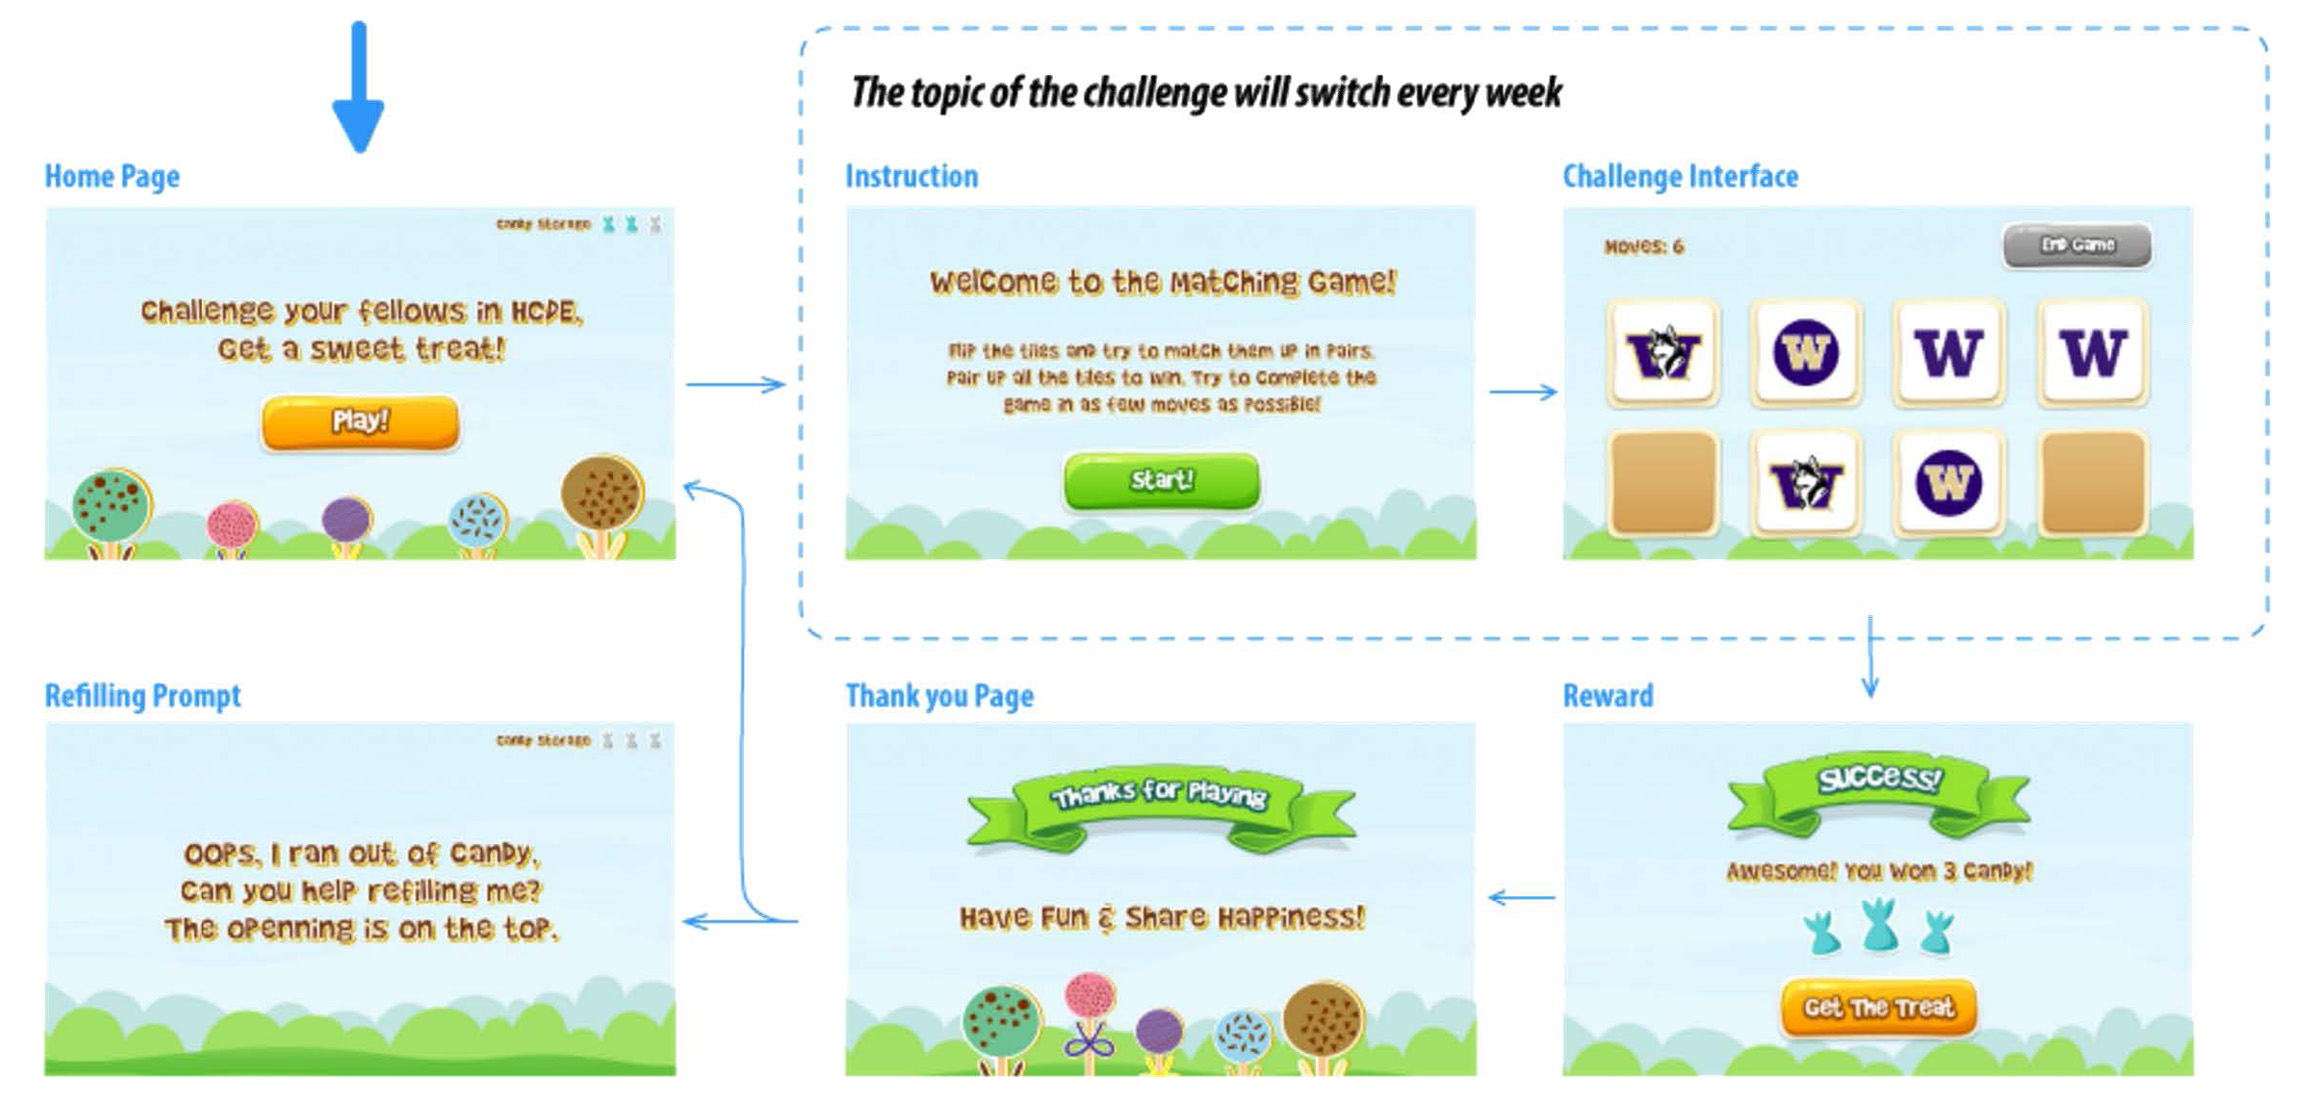 The topic of the challenge will switch every week
Home Page
Instruction
Challenge Interface
Candy Storage
Challenge your fellows in HCDE,
Get a sweet treat!
Play!
Welcome to the Matching Game!
Flip the tiles and try to match them up in pairs.
Pair up all the tiles to win. Try to complete the
game in as few moves as possible!
Start!
Moves: 6
End Game
W
W
W
W
W
W
Refilling Prompt
Thank you Page
Reward
Candy Storage
OOPS, I ran out of candy,
Can you help refilling me?
The openning is on the top.
Thanks for Playing
Have Fun & Share Happiness!
Success!
Awesome! You won 3 Candy!
Get The Treat